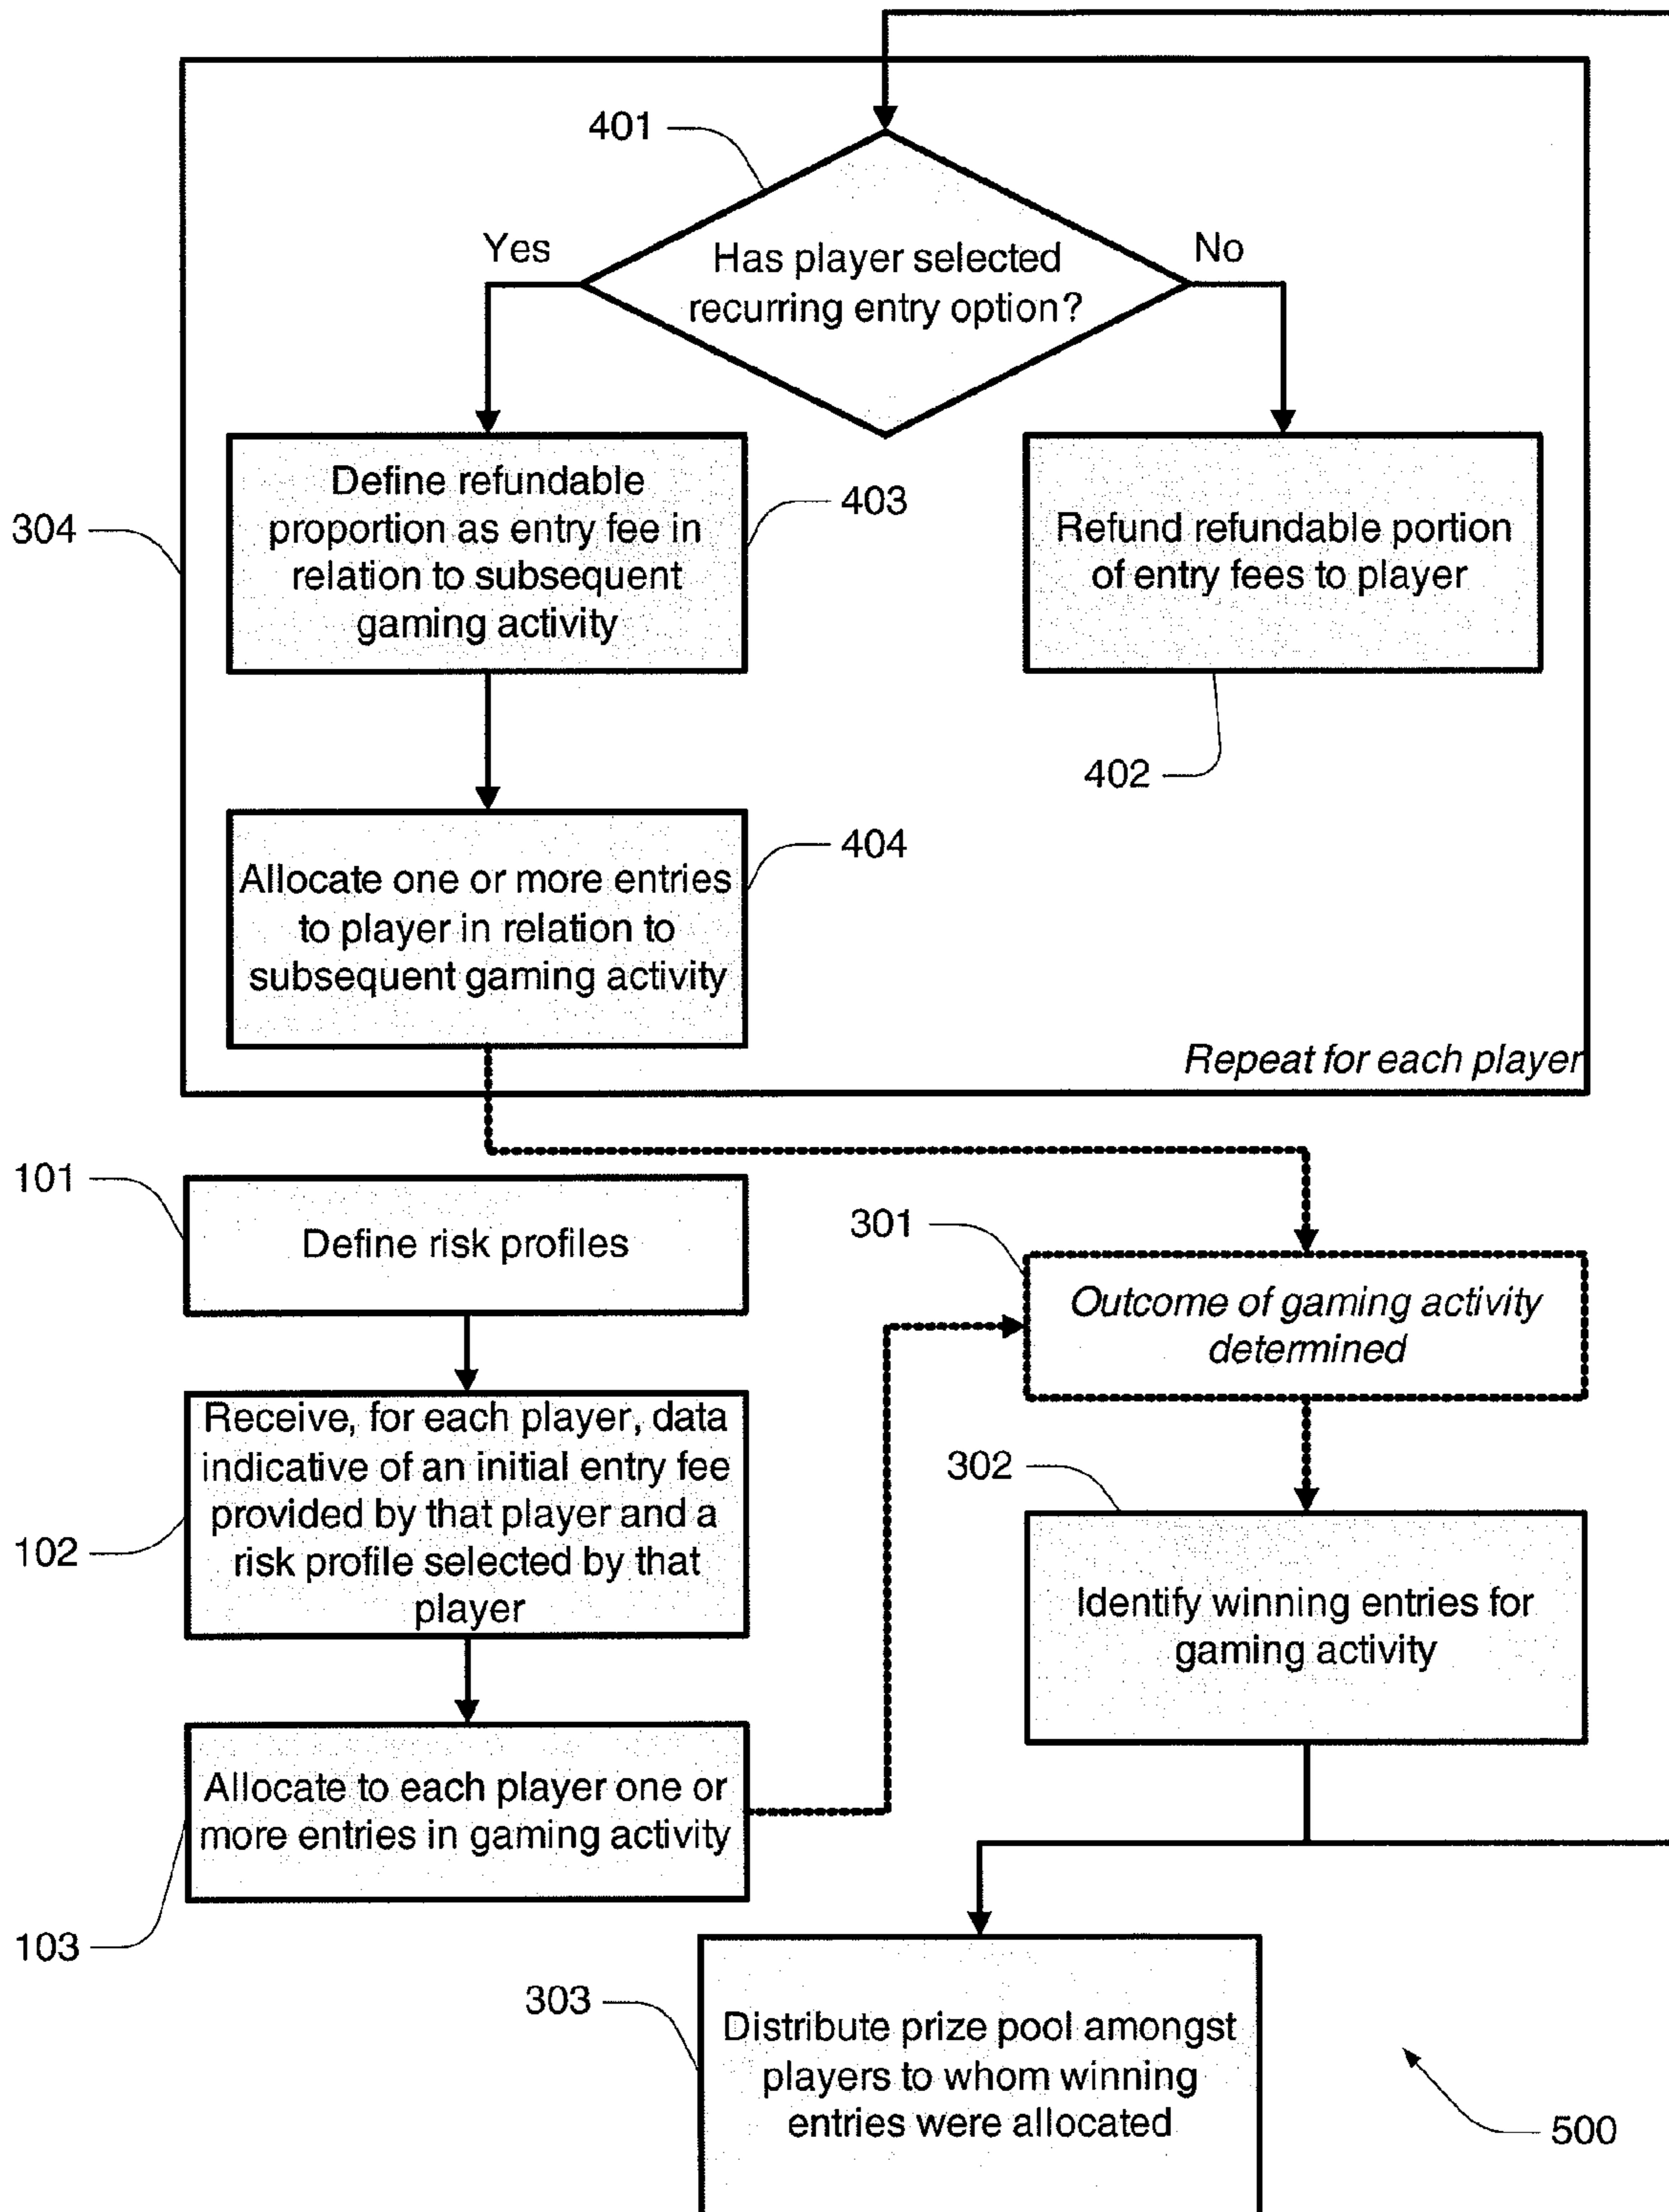 401
Yes
No
Has player selected
recurring entry option?
304
Define refundable
proportion as entry fee in
relation to subsequent
gaming activity
403
Refund refundable portion
of entry fees to player
402
Allocate one or more entries
to player in relation to
subsequent gaming activity
404
Repeat for each player
101
Define risk profiles
301
Outcome of gaming activity
determined
102
Receive, for each player, data
indicative of an initial entry fee
provided by that player and a
risk profile selected by that
player
302
Identify winning entries for
gaming activity
103
Allocate to each player one or
more entries in gaming activity
303
Distribute prize pool amongst
players to whom winning
entries were allocated
500